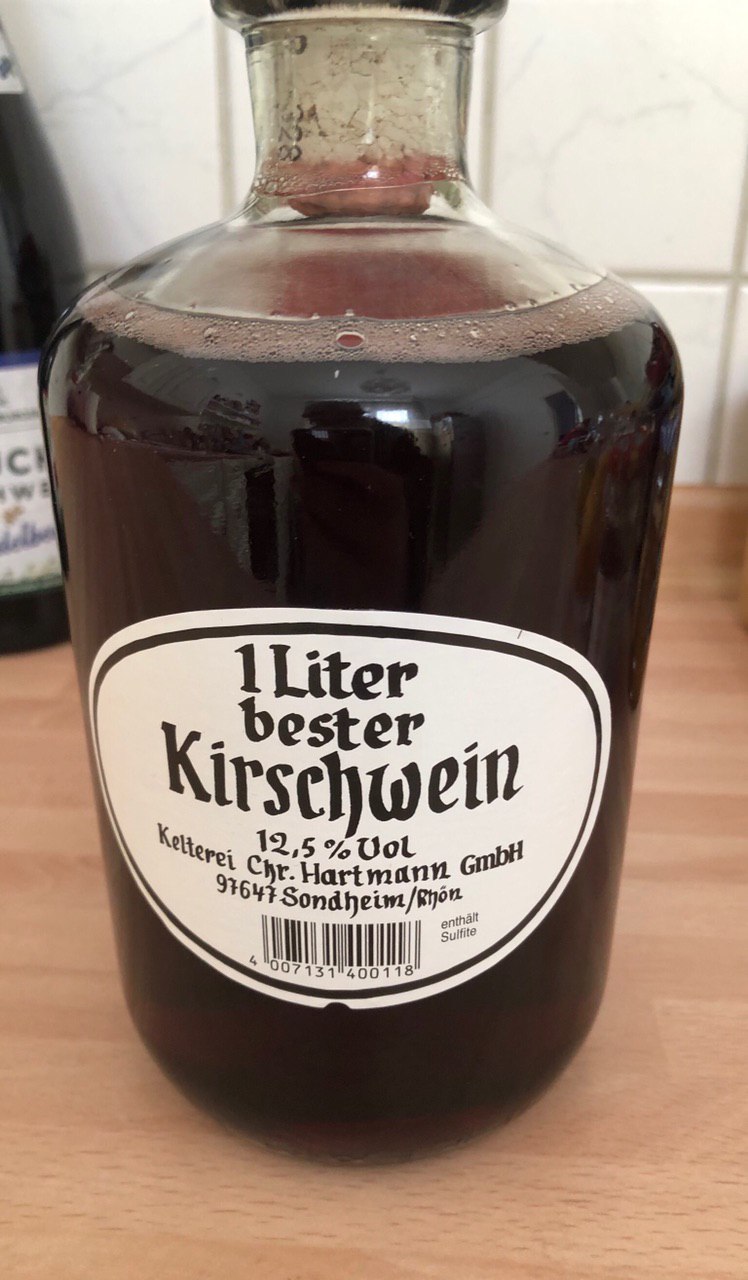 328
1 Liter
bester
Kirschwein
12,5 % Vol
Kelterei Chr. Hartmann GmbH
97647 Sondheim/Rhön
enthält
Sulfite
4 007131 400118